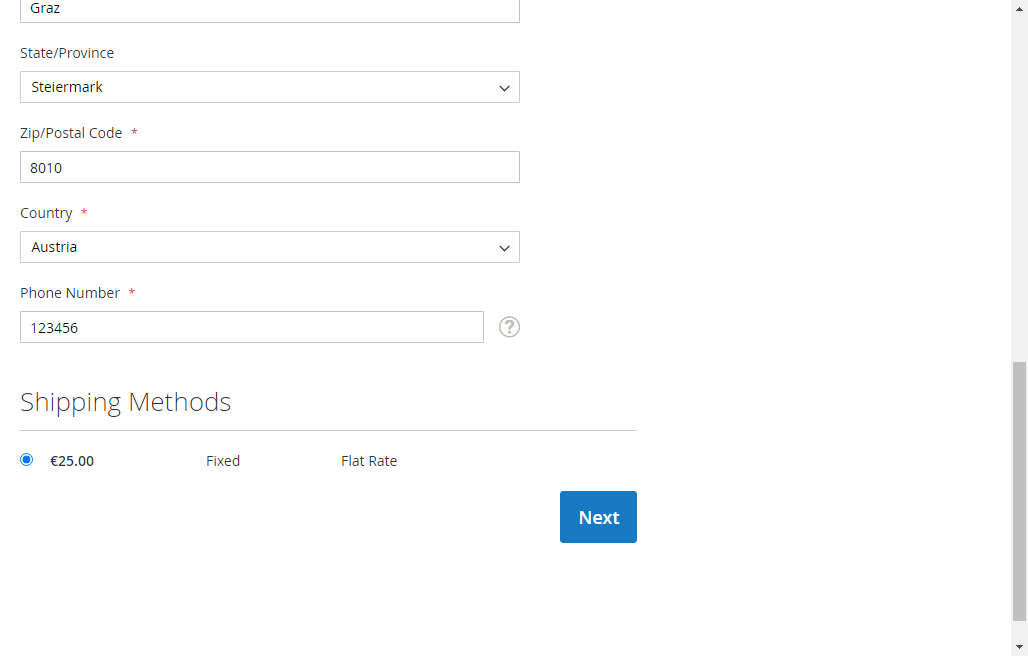 Graz
State/Province
Steiermark
Zip/Postal Code *
8010
Country *
Austria
Phone Number *
123456
?
Shipping Methods
€25.00 Fixed Flat Rate
Next